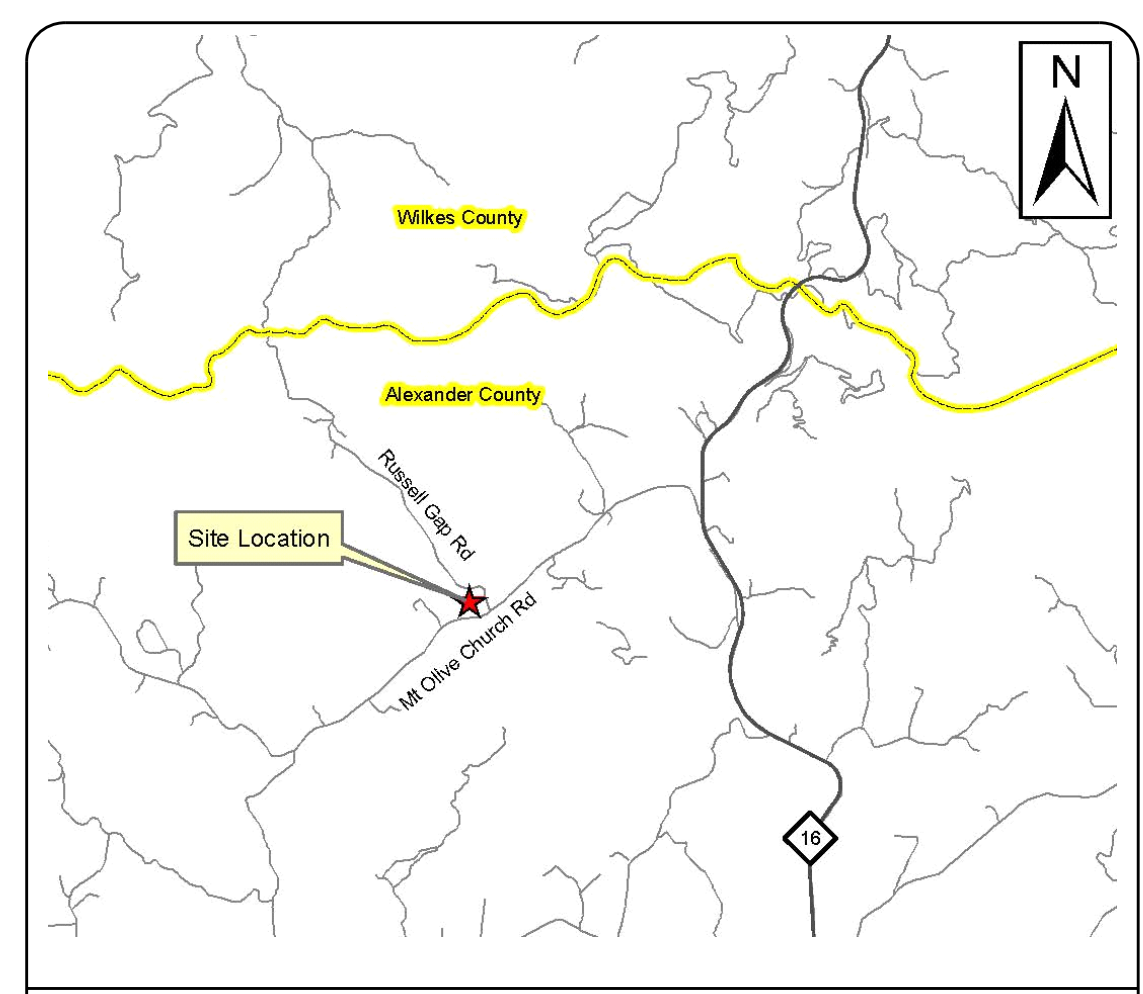 N
Wilkes County
Alexander County
Russell Gap Rd
Site Location
Mt Olive Church Rd
16